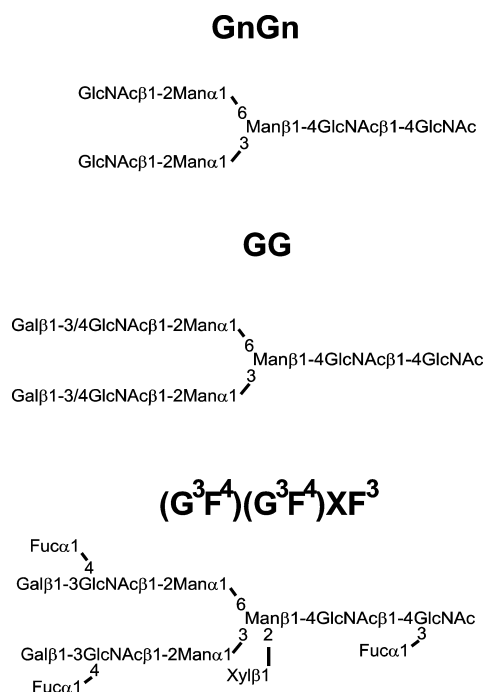 GnGn
GlcNAcβ1-2Manα1
6
Manβ1-4GlcNAcβ1-4GlcNAc
3
GlcNAcβ1-2Manα1
GG
Galβ1-3/4GlcNAcβ1-2Manα1
6
Manβ1-4GlcNAcβ1-4GlcNAc
3
Galβ1-3/4GlcNAcβ1-2Manα1
(G³F⁴)(G³F⁴)XF³
Fucα1
4
Galβ1-3GlcNAcβ1-2Manα1
6
Manβ1-4GlcNAcβ1-4GlcNAc
3 2 3
Galβ1-3GlcNAcβ1-2Manα1 Fucα1
4
Xylβ1
Fucα1